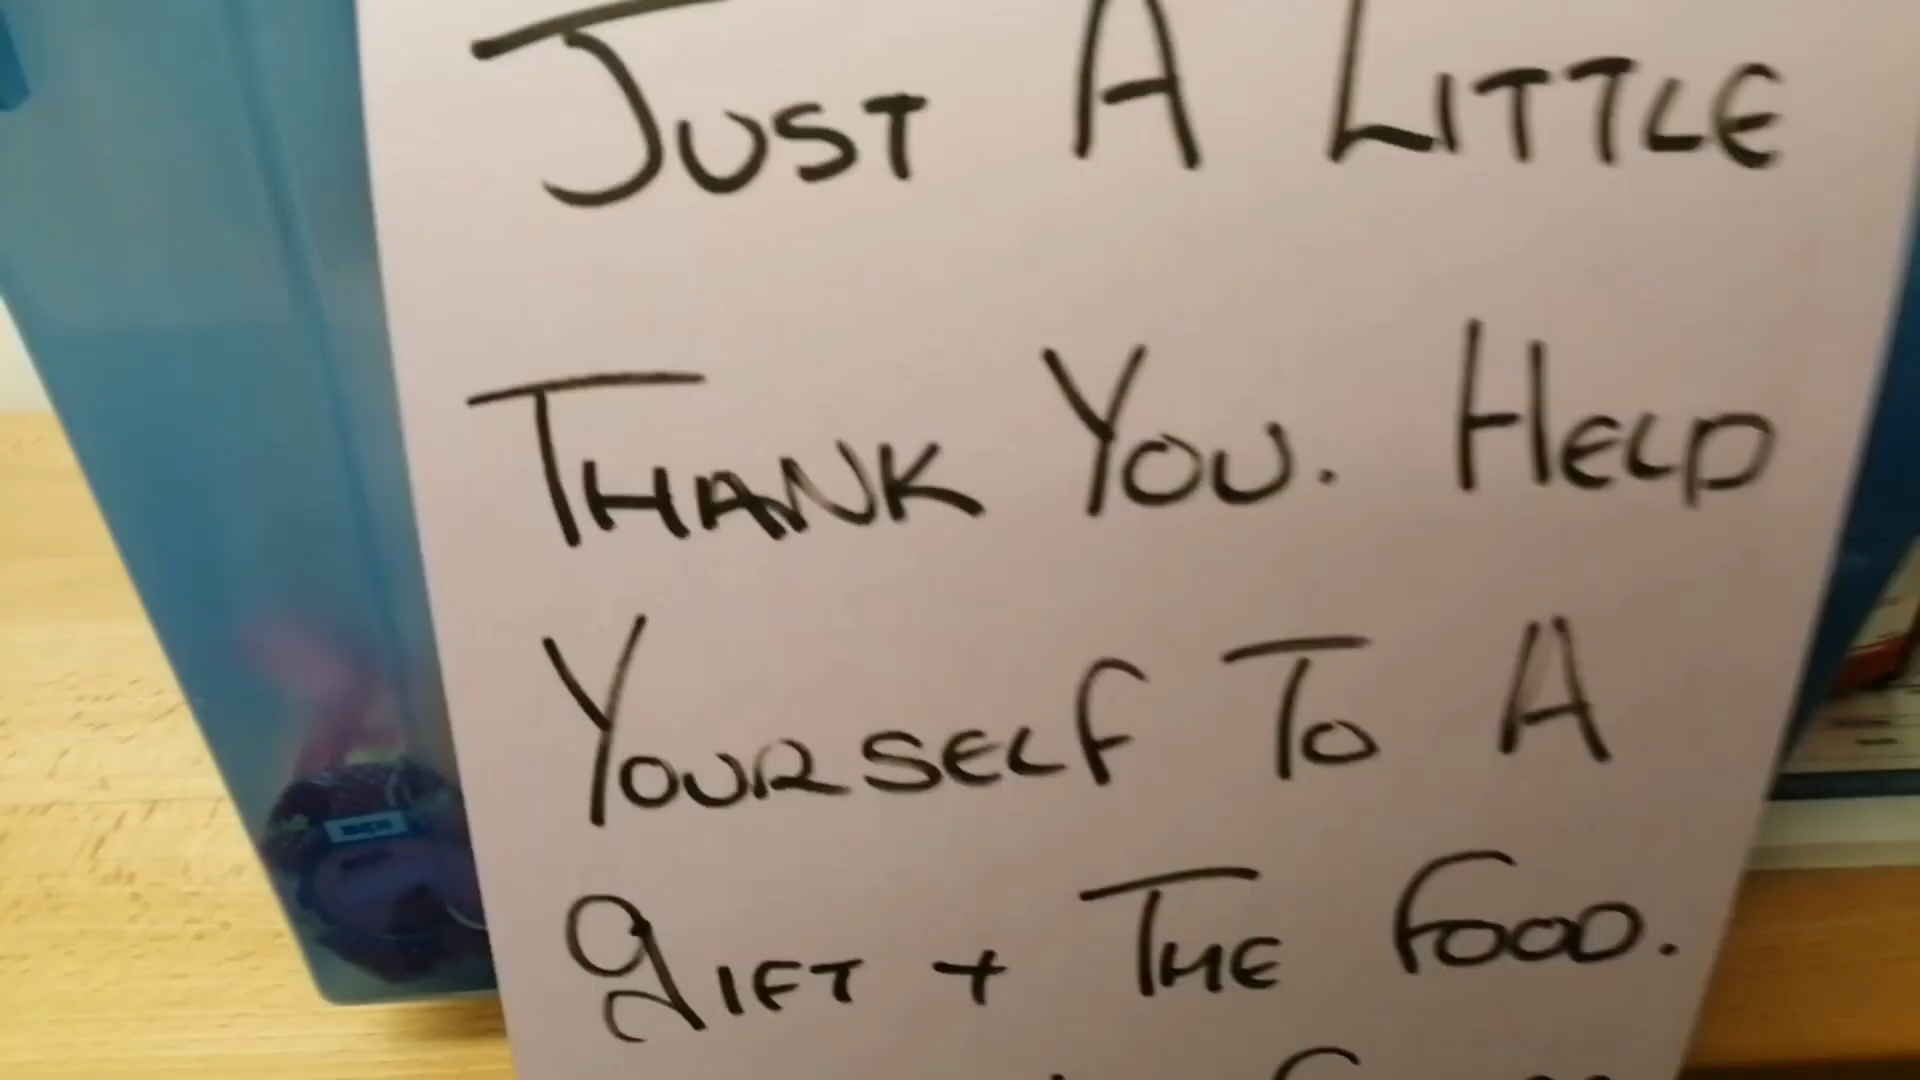 JUST A LITTLE
THANK YOU. HELP
YOURSELF TO A
GIFT + THE FOOD.